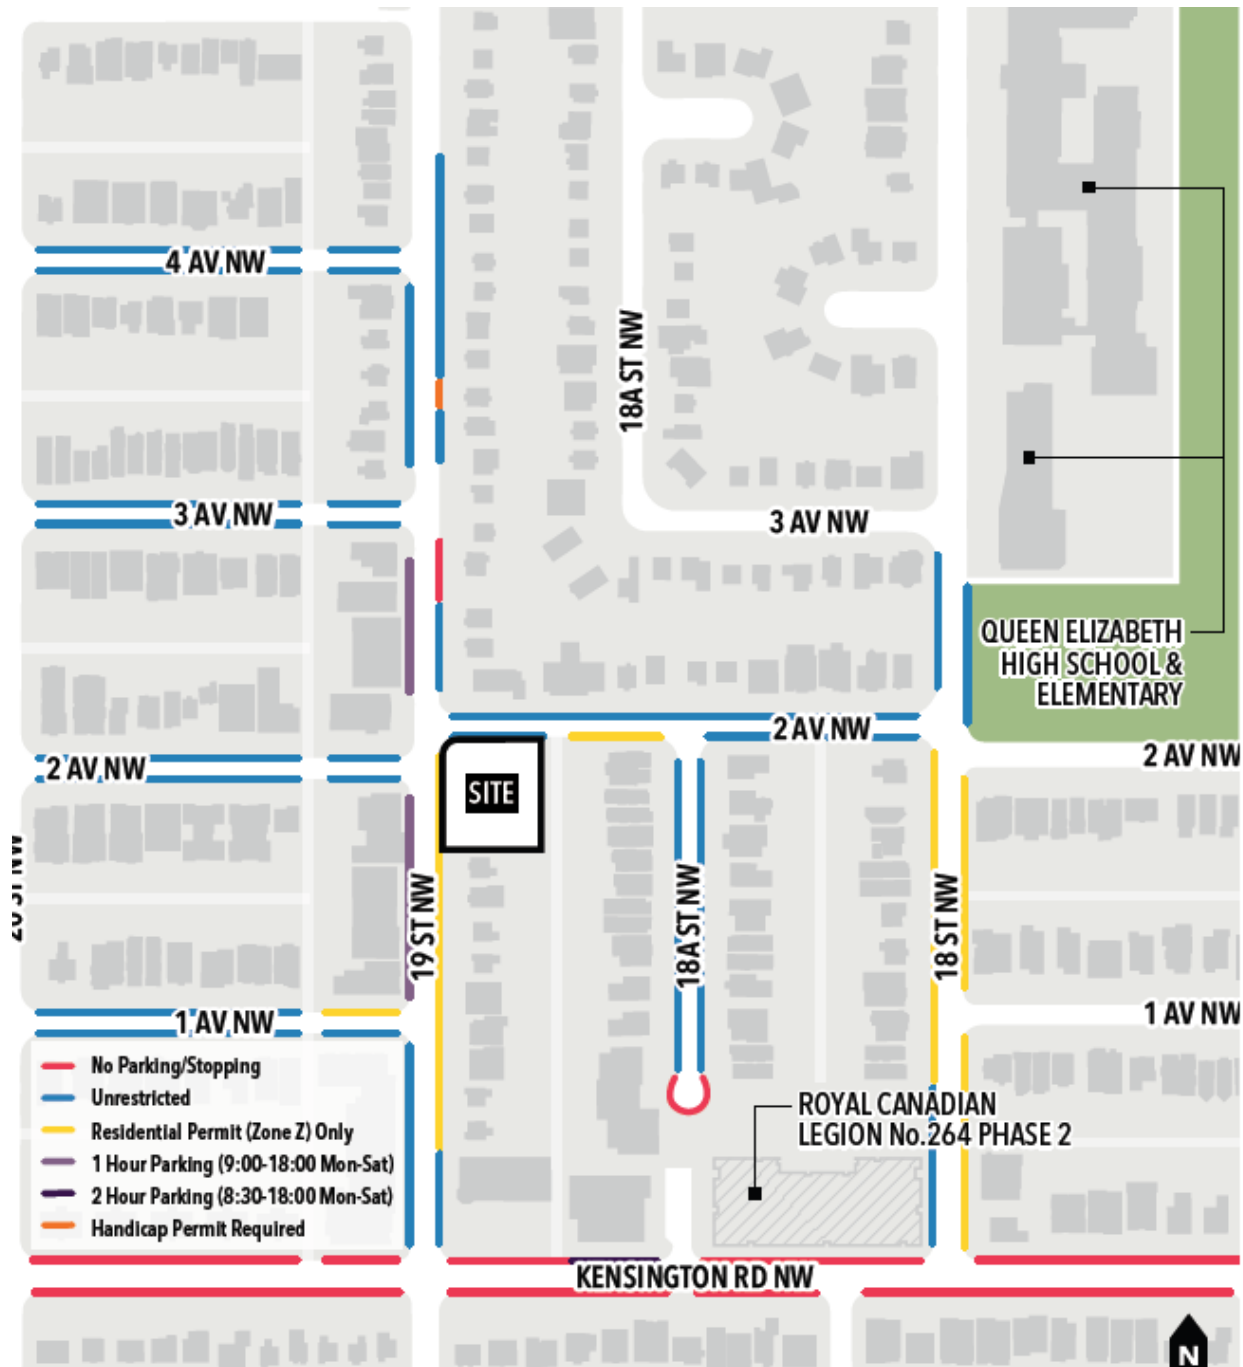 4 AV NW
18A ST NW
3 AV NW
3 AV NW
QUEEN ELIZABETH
HIGH SCHOOL &
ELEMENTARY
2 AV NW
2 AV NW
2 AV NW
SITE
20 ST NW
19 ST NW
18A ST NW
18 ST NW
1 AV NW
1 AV NW
No Parking/Stopping
Unrestricted
Residential Permit (Zone Z) Only
1 Hour Parking (9:00-18:00 Mon-Sat)
2 Hour Parking (8:30-18:00 Mon-Sat)
Handicap Permit Required
ROYAL CANADIAN
LEGION No.264 PHASE 2
KENSINGTON RD NW
N